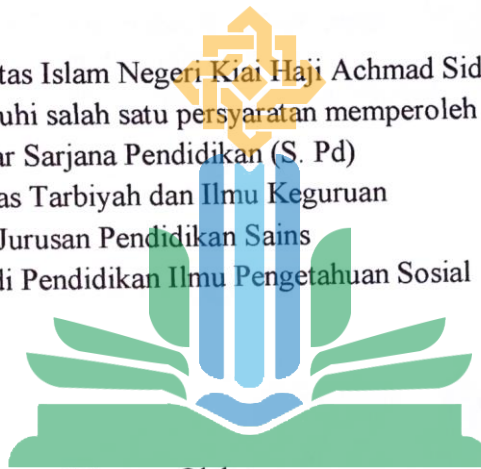 tas Islam Negeri Kiai Haji Achmad Sid
uhi salah satu persyaratan memperoleh
ar Sarjana Pendidikan (S. Pd)
as Tarbiyah dan Ilmu Keguruan
Jurusan Pendidikan Sains
di Pendidikan Ilmu Pengetahuan Sosial